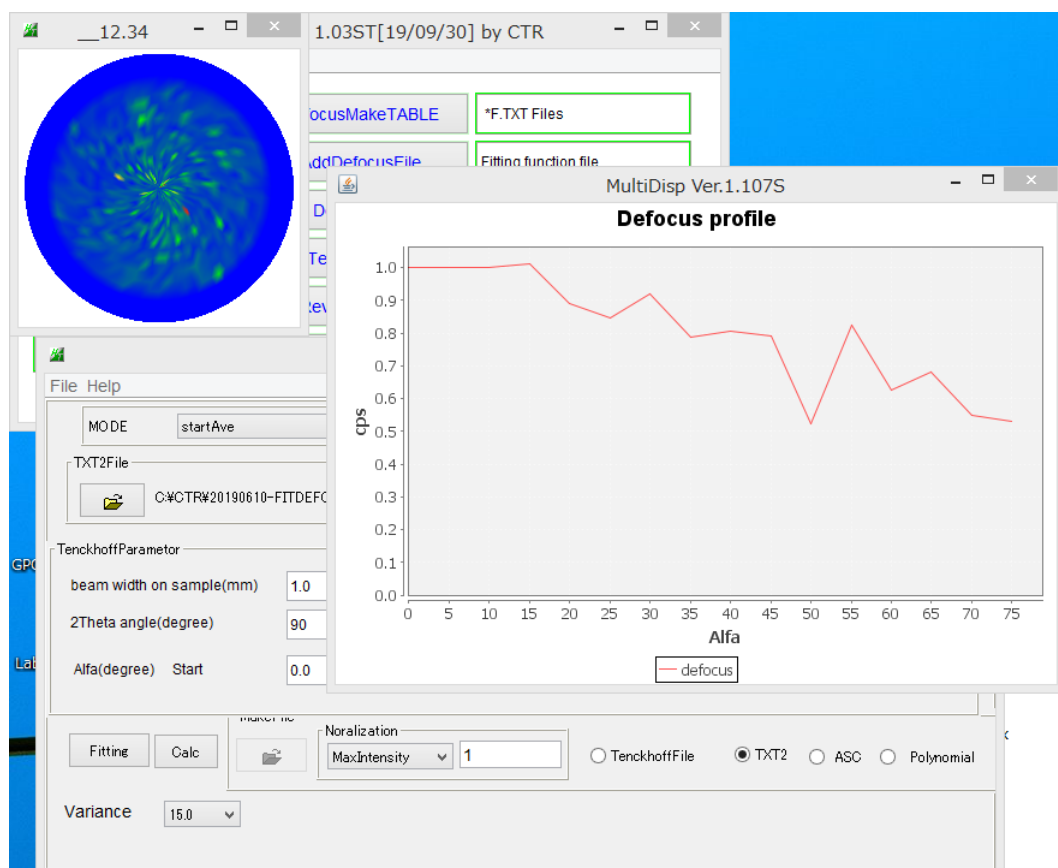 __12.34
1.03ST[19/09/30] by CTR
*F.TXT Files
Fitting function file
MultiDisp Ver.1.107S
Defocus profile
1.0
0.9
0.8
0.7
0.6
0.5
0.4
0.3
0.2
0.1
0.0
cps
0 5 10 15 20 25 30 35 40 45 50 55 60 65 70 75
Alfa
defocus
File Help
MODE startAve
TXT2File
C:¥CTR¥20190610-FITDEFO
TenckhoffParametor
beam width on sample(mm) 1.0
2Theta angle(degree) 90
Alfa(degree) Start 0.0
Noralization
Fitting Calc MaxIntensity 1 TenckhoffFile TXT2 ASC Polynomial
Variance 15.0